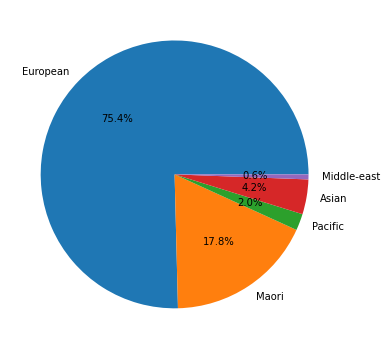 European
75.4%
0.6%
Middle-east
4.2%
Asian
2.0%
Pacific
17.8%
Maori